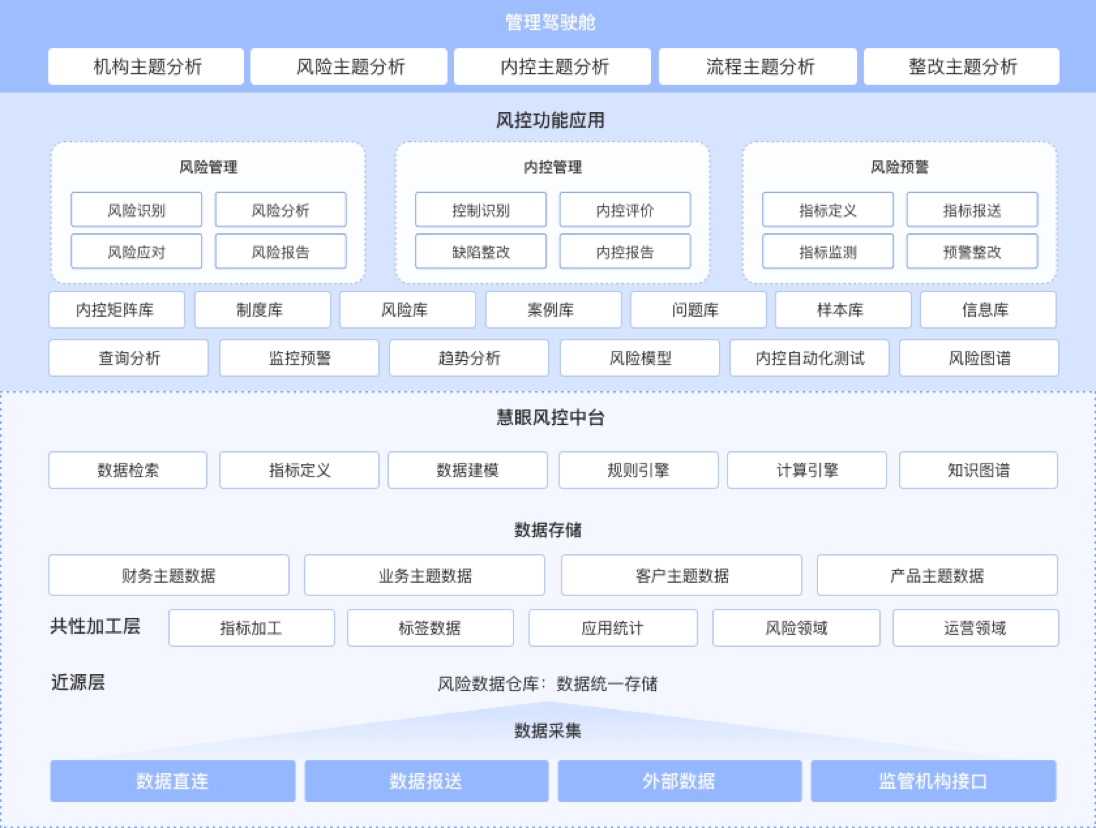 管理驾驶舱
机构主题分析 风险主题分析 内控主题分析 流程主题分析 整改主题分析
风控功能应用
风险管理 内控管理 风险预警
风险识别 风险分析 控制识别 内控评价 指标定义 指标报送
风险应对 风险报告 缺陷整改 内控报告 指标监测 预警整改
内控矩阵库 制度库 风险库 案例库 问题库 样本库 信息库
查询分析 监控预警 趋势分析 风险模型 内控自动化测试 风险图谱
慧眼风控中台
数据检索 指标定义 数据建模 规则引擎 计算引擎 知识图谱
数据存储
财务主题数据 业务主题数据 客户主题数据 产品主题数据
共性加工层 指标加工 标签数据 应用统计 风险领域 运营领域
近源层 风险数据仓库：数据统一存储
数据采集
数据直连 数据报送 外部数据 监管机构接口